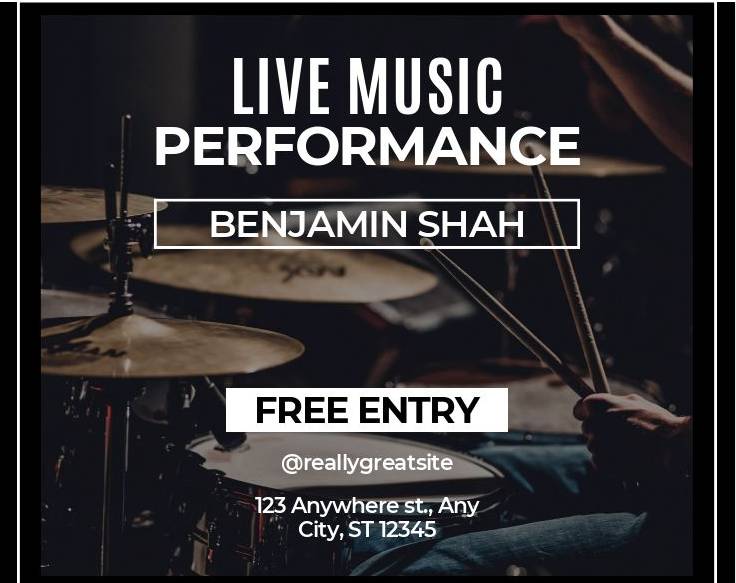 LIVE MUSIC
PERFORMANCE
BENJAMIN SHAH
FREE ENTRY
@reallygreatsite
123 Anywhere st., Any
City, ST 12345